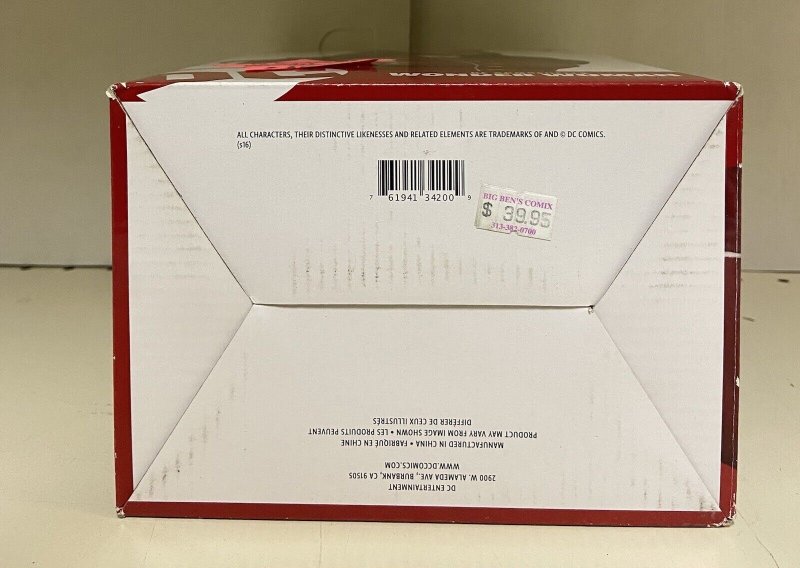 WONDER WOMAN
ALL CHARACTERS, THEIR DISTINCTIVE LIKENESSES AND RELATED ELEMENTS ARE TRADEMARKS OF AND © DC COMICS.
(s16)
7 61941 34200 9
BIG BEN'S COMIX
$ 39.95
313-382-0700
DC ENTERTAINMENT
2900 W. ALAMEDA AVE., BURBANK, CA 91505
WWW.DCCOMICS.COM
MANUFACTURED IN CHINA • FABRIQUÉ EN CHINE
PRODUCT MAY VARY FROM IMAGE SHOWN • LES PRODUITS PEUVENT
DIFFÉRER DE CEUX ILLUSTRÉS